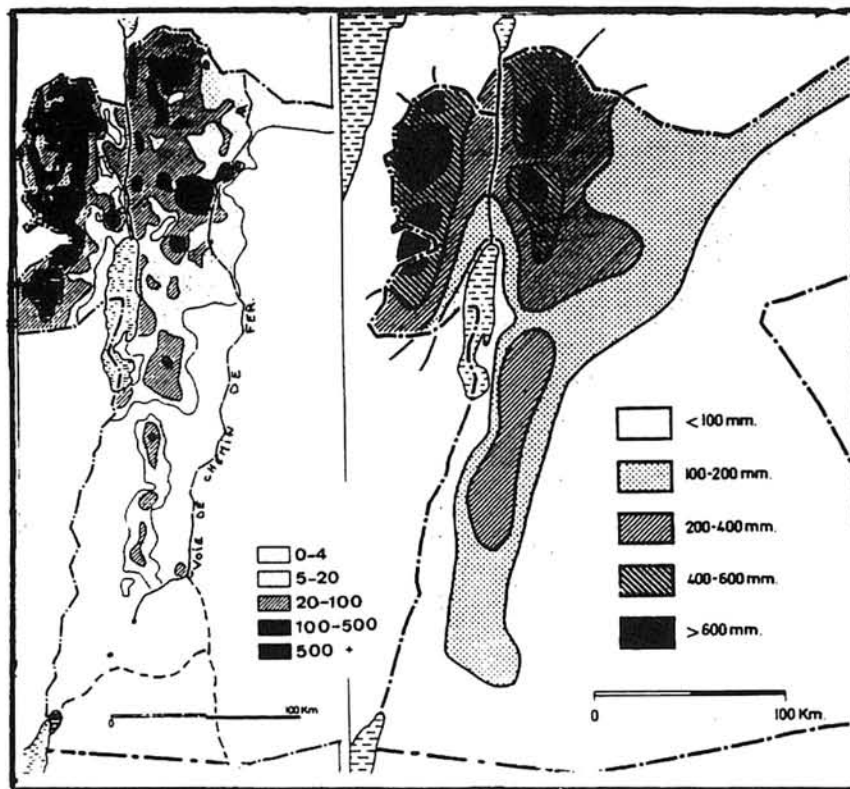 VOIE DE CHEMIN DE FER.
0-4
5-20
20-100
100-500
500 +
0 100 Km
< 100 mm.
100-200 mm.
200-400 mm.
400-600 mm.
> 600 mm.
0 100 Km.